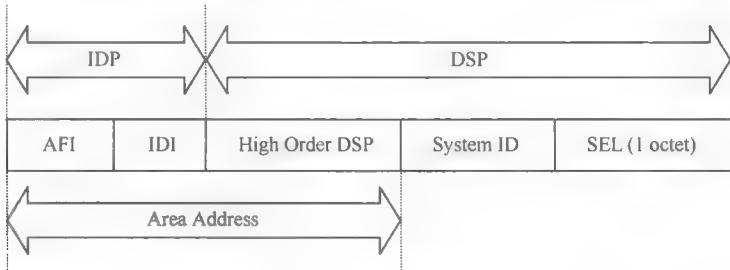 IDP DSP
AFI IDI High Order DSP System ID SEL (1 octet)
Area Address